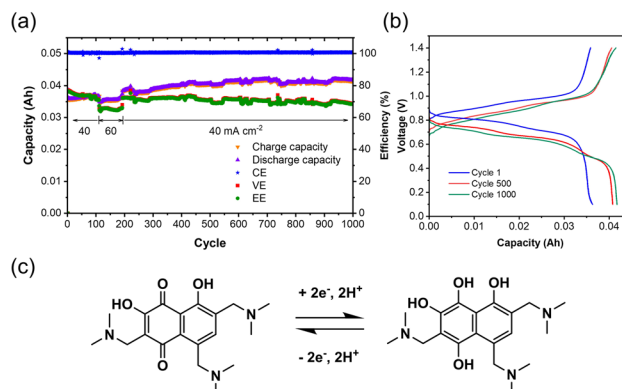 (a)
0.05
0.04
0.03
0.02
0.01
0.00
Capacity (Ah)
100
80
60
40
20
0
Efficiency (%)
40
60
40 mA cm-2
Charge capacity
Discharge capacity
CE
VE
EE
0 100 200 300 400 500 600 700 800 900 1000
Cycle
(b)
1.6
1.4
1.2
1.0
0.8
0.6
0.4
0.2
0.0
Voltage (V)
Cycle 1
Cycle 500
Cycle 1000
0.00 0.01 0.02 0.03 0.04
Capacity (Ah)
(c)
O OH
HO
N
N
O
N
+ 2e-, 2H+
- 2e-, 2H+
OH OH
HO
N
N
OH
N